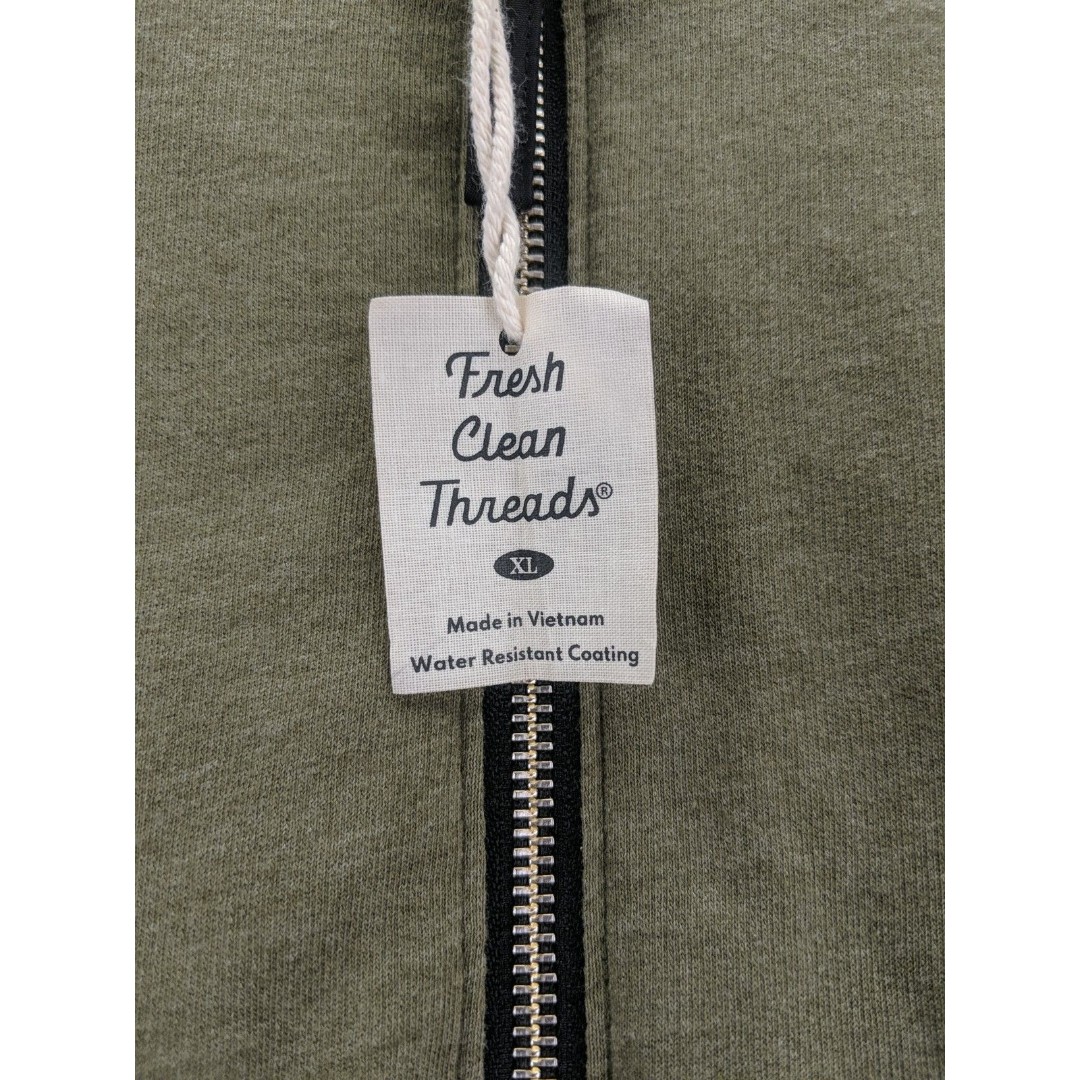 Fresh
Clean
Threads®
XL
Made in Vietnam
Water Resistant Coating